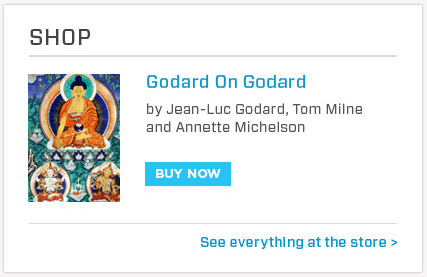 SHOP
Godard On Godard
by Jean-Luc Godard, Tom Milne
and Annette Michelson
BUY NOW
See everything at the store >